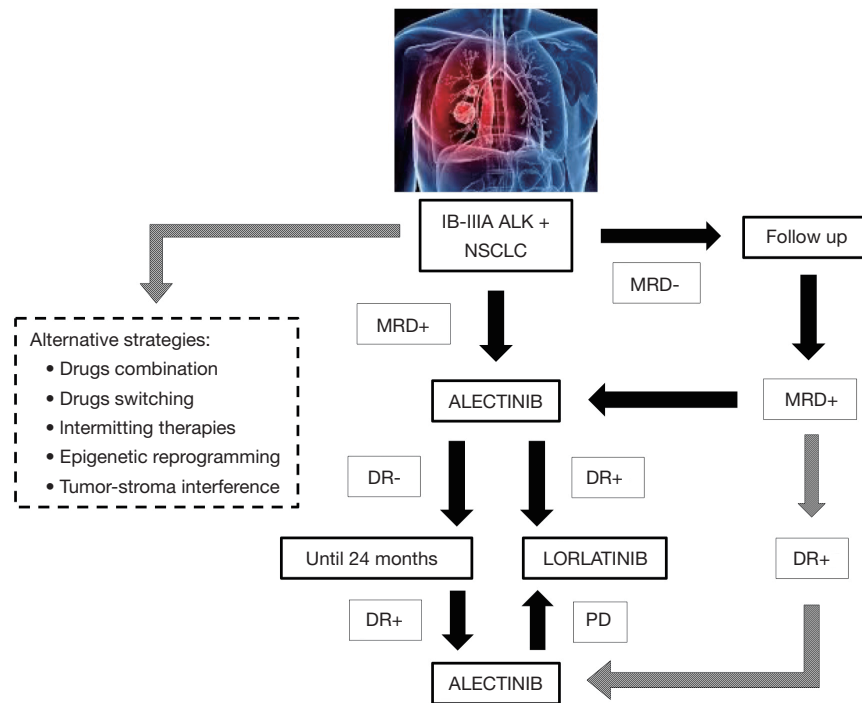 IB-IIIA ALK +
NSCLC
Follow up
MRD-
MRD+
Alternative strategies:
• Drugs combination
• Drugs switching
• Intermitting therapies
• Epigenetic reprogramming
• Tumor-stroma interference
ALECTINIB
MRD+
DR-
DR+
Until 24 months
LORLATINIB
DR+
DR+
PD
ALECTINIB